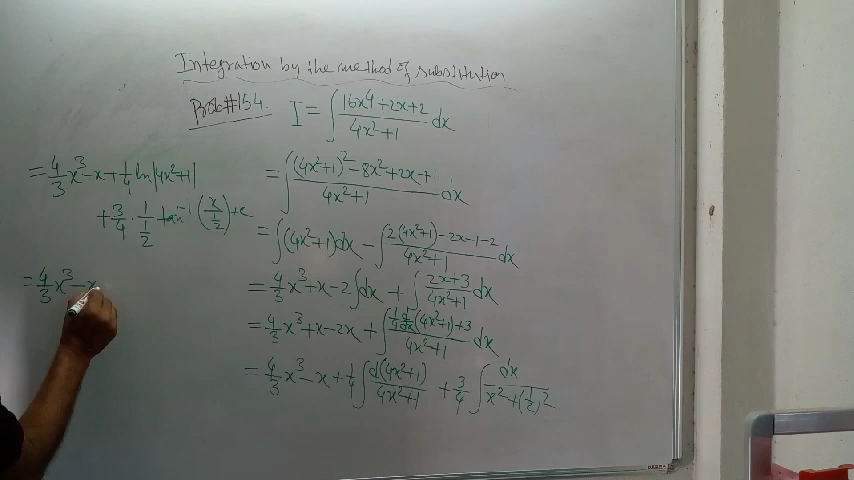 Integration by the method of substitution
Prob#154. I = ∫ (16x⁴+2x+2)/(4x²+1) dx
= ∫ ((4x²+1)² - 8x²+2x+1)/(4x²+1) dx
= ∫(4x²+1)dx - ∫ (2(4x²+1)-2x-1-2)/(4x²+1) dx
= 4/3 x³+x-2∫dx + ∫ (2x+3)/(4x²+1) dx
= 4/3 x³+x-2x + ∫ (1/4 d/dx (4x²+1)+3)/(4x²+1) dx
= 4/3 x³-x+1/4 ∫ d(4x²+1)/(4x²+1) + 3/4 ∫ dx/(x²+(1/2)²)
= 4/3 x³-x+1/4 ln|4x²+1|
+ 3/4 · 1/(1/2) tan⁻¹(x/(1/2))+c
= 4/3 x³-x